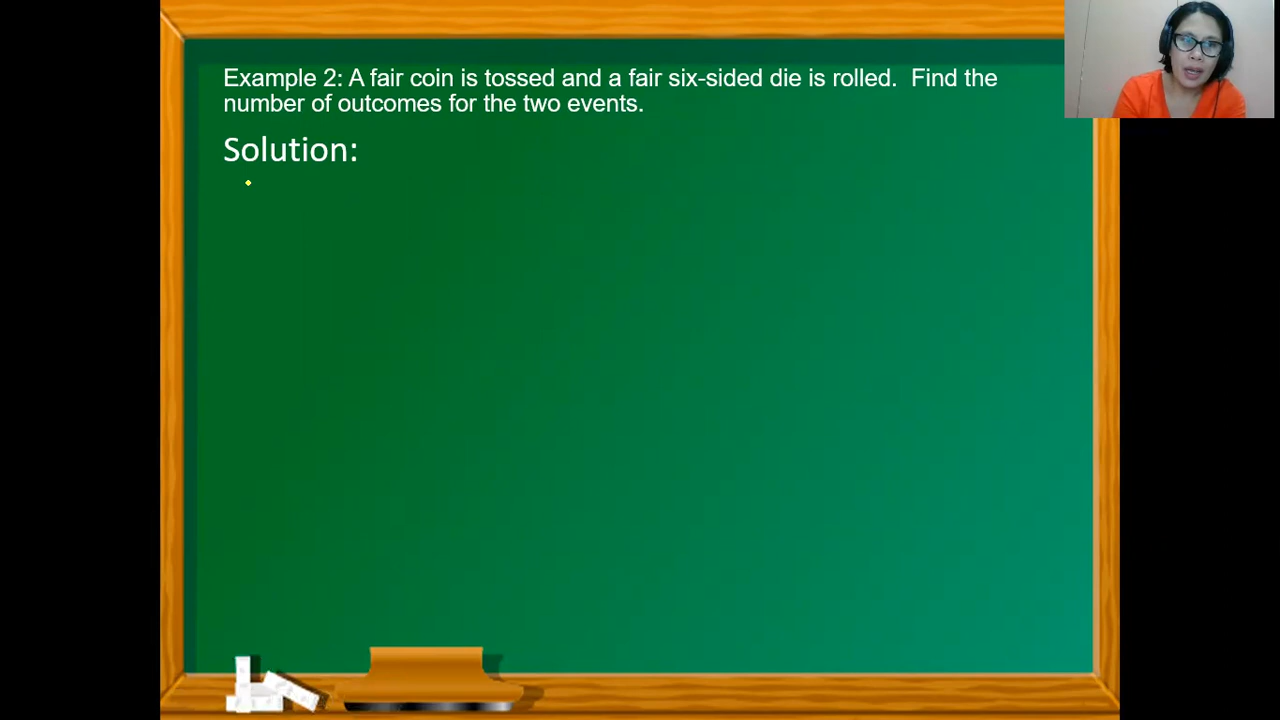 Example 2: A fair coin is tossed and a fair six-sided die is rolled.  Find the
number of outcomes for the two events.
Solution: